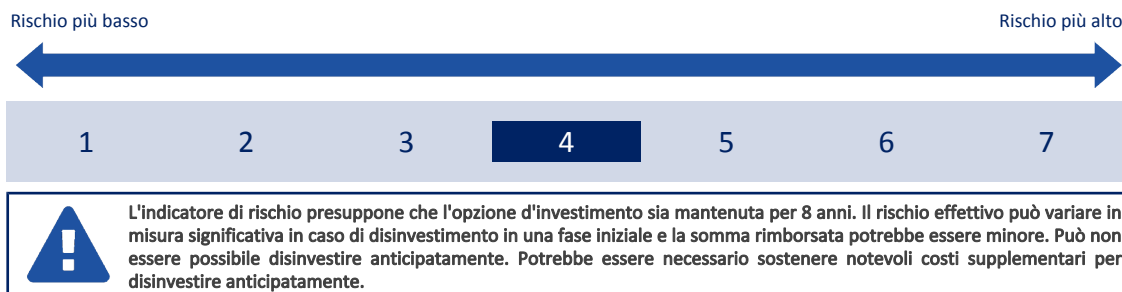 Rischio più basso Rischio più alto
1 2 3 4 5 6 7
L'indicatore di rischio presuppone che l'opzione d'investimento sia mantenuta per 8 anni. Il rischio effettivo può variare in
misura significativa in caso di disinvestimento in una fase iniziale e la somma rimborsata potrebbe essere minore. Può non
essere possibile disinvestire anticipatamente. Potrebbe essere necessario sostenere notevoli costi supplementari per
disinvestire anticipatamente.